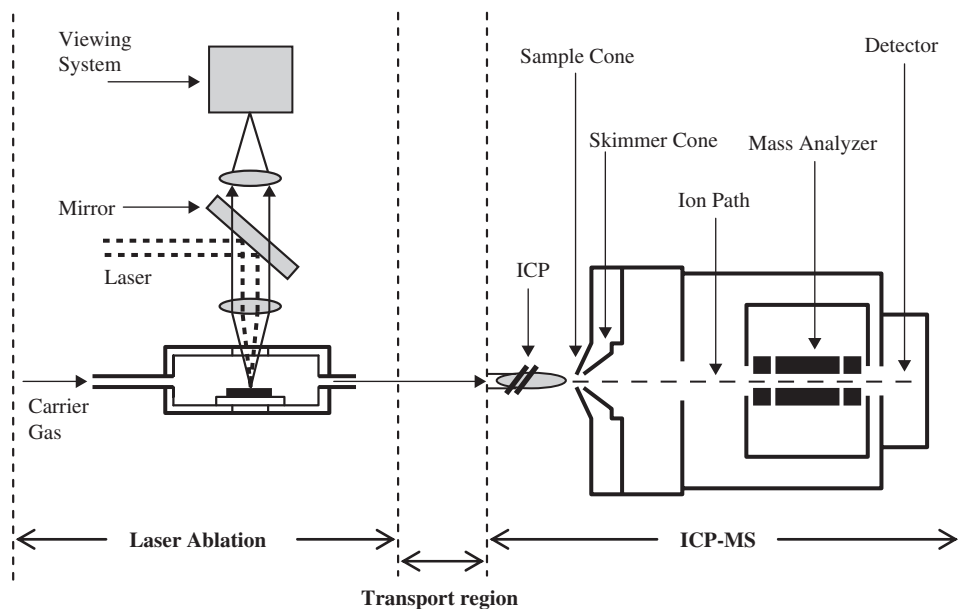 Viewing
System
Mirror
Laser
Carrier
Gas
Sample Cone
Skimmer Cone
ICP
Ion Path
Mass Analyzer
Detector
Laser Ablation
Transport region
ICP-MS